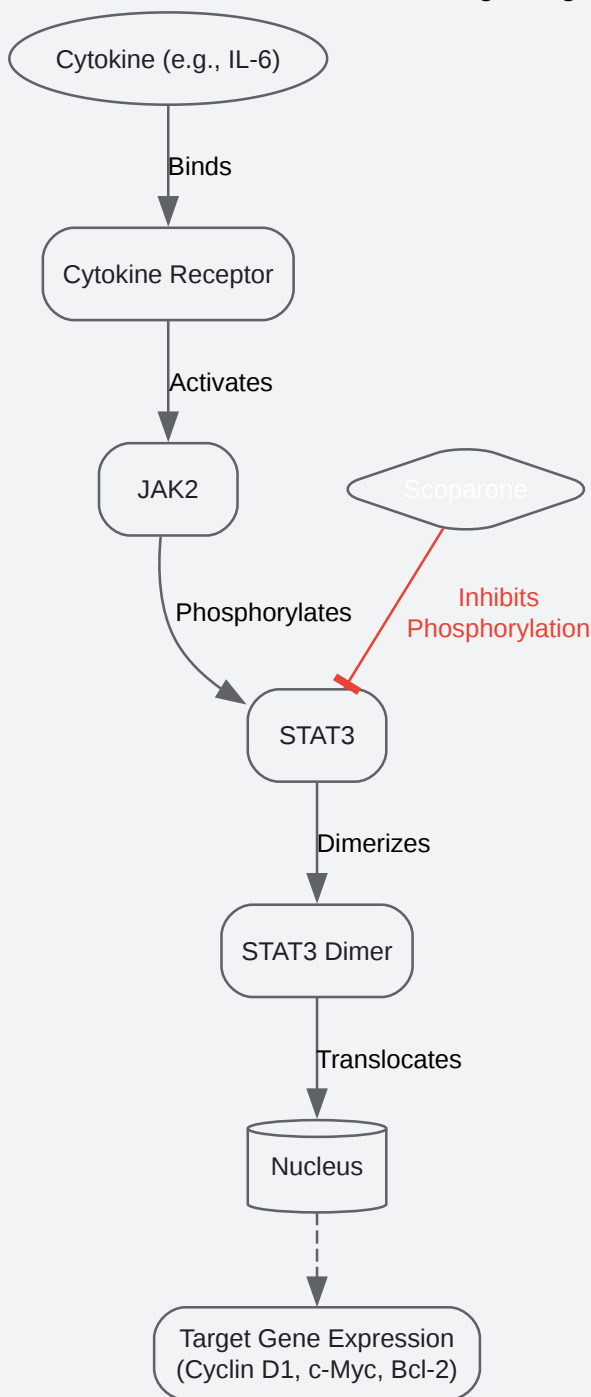 Cytokine (e.g., IL-6)
Binds
Cytokine Receptor
Activates
JAK2
Scoparone
Phosphorylates
Inhibits
Phosphorylation
STAT3
Dimerizes
STAT3 Dimer
Translocates
Nucleus
Target Gene Expression
(Cyclin D1, c-Myc, Bcl-2)